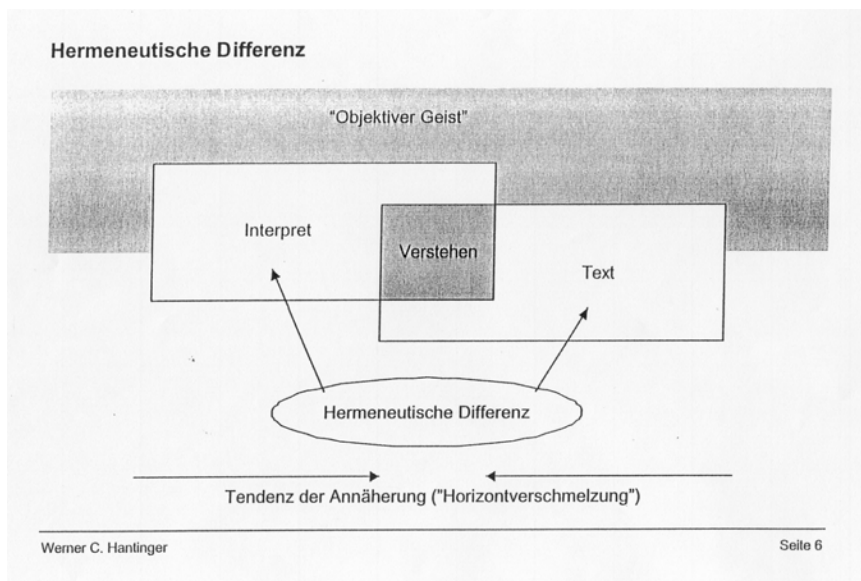 Hermeneutische Differenz
"Objektiver Geist"
Interpret
Verstehen
Text
Hermeneutische Differenz
Tendenz der Annäherung ("Horizontverschmelzung")
Werner C. Hantinger
Seite 6